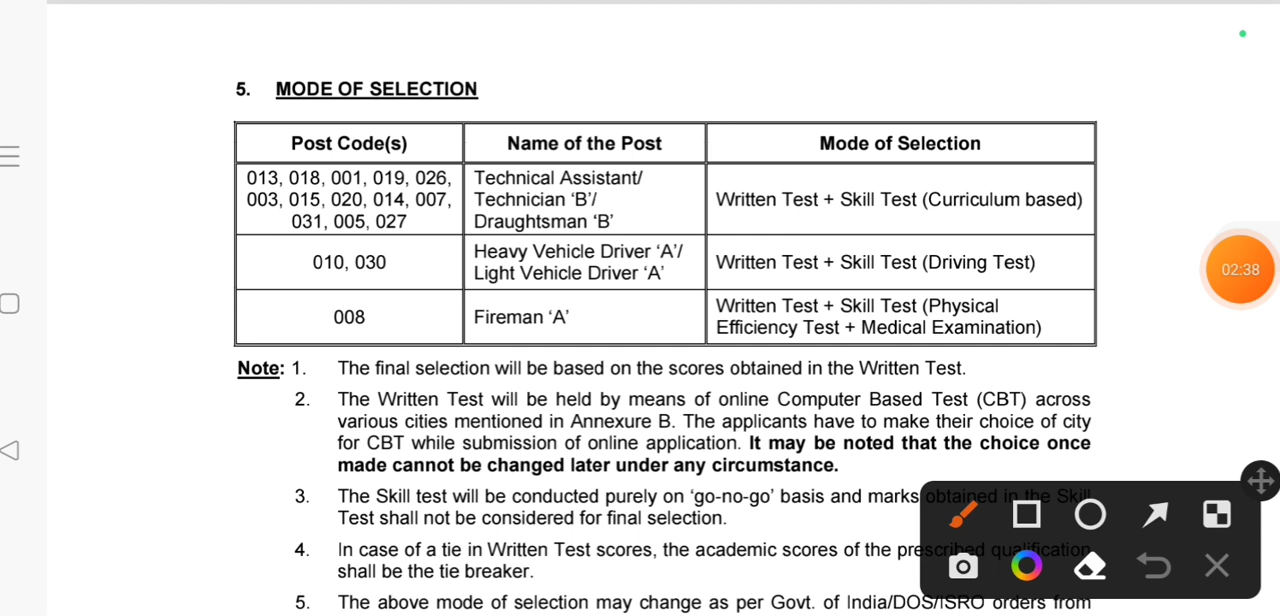 5. MODE OF SELECTION
Post Code(s) Name of the Post Mode of Selection
013, 018, 001, 019, 026,
003, 015, 020, 014, 007,
031, 005, 027
Technical Assistant/
Technician ‘B’/
Draughtsman ‘B’
Written Test + Skill Test (Curriculum based)
010, 030
Heavy Vehicle Driver ‘A’/
Light Vehicle Driver ‘A’
Written Test + Skill Test (Driving Test)
008
Fireman ‘A’
Written Test + Skill Test (Physical
Efficiency Test + Medical Examination)
Note: 1. The final selection will be based on the scores obtained in the Written Test.
2. The Written Test will be held by means of online Computer Based Test (CBT) across
various cities mentioned in Annexure B. The applicants have to make their choice of city
for CBT while submission of online application. It may be noted that the choice once
made cannot be changed later under any circumstance.
3. The Skill test will be conducted purely on ‘go-no-go’ basis and marks obtained in the Skill
Test shall not be considered for final selection.
4. In case of a tie in Written Test scores, the academic scores of the prescribed qualification
shall be the tie breaker.
5. The above mode of selection may change as per Govt. of India/DOS/ISRO orders from
02:38